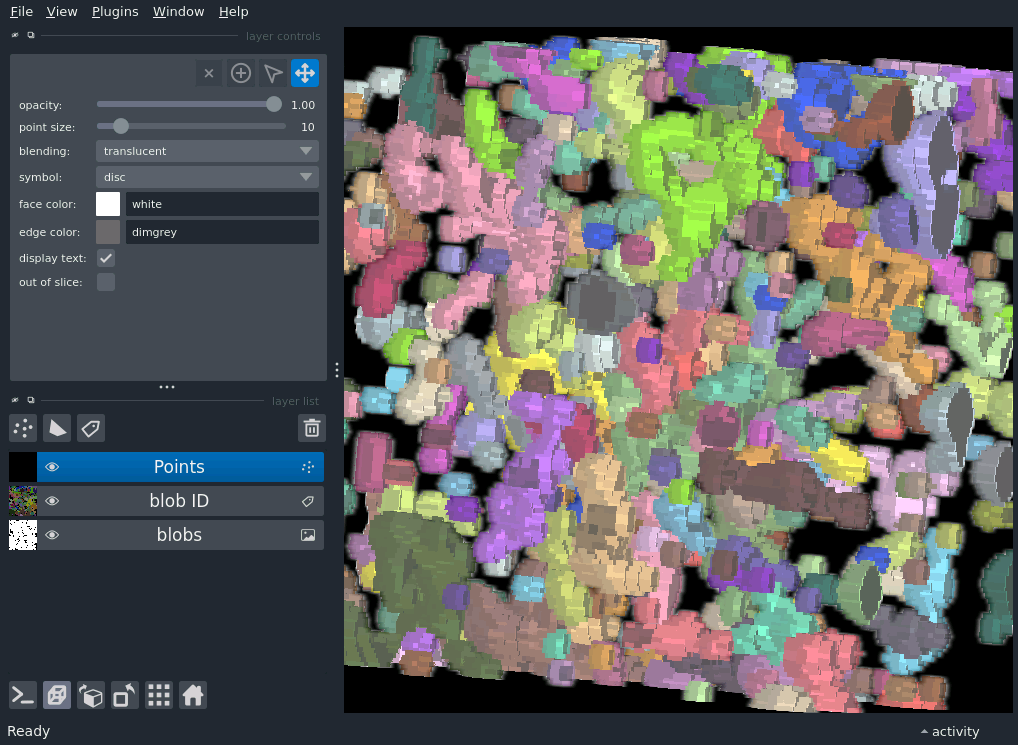 File View Plugins Window Help
layer controls
opacity: 1.00
point size: 10
blending: translucent
symbol: disc
face color: white
edge color: dimgrey
display text:
out of slice:
layer list
Points
blob ID
blobs
Ready activity